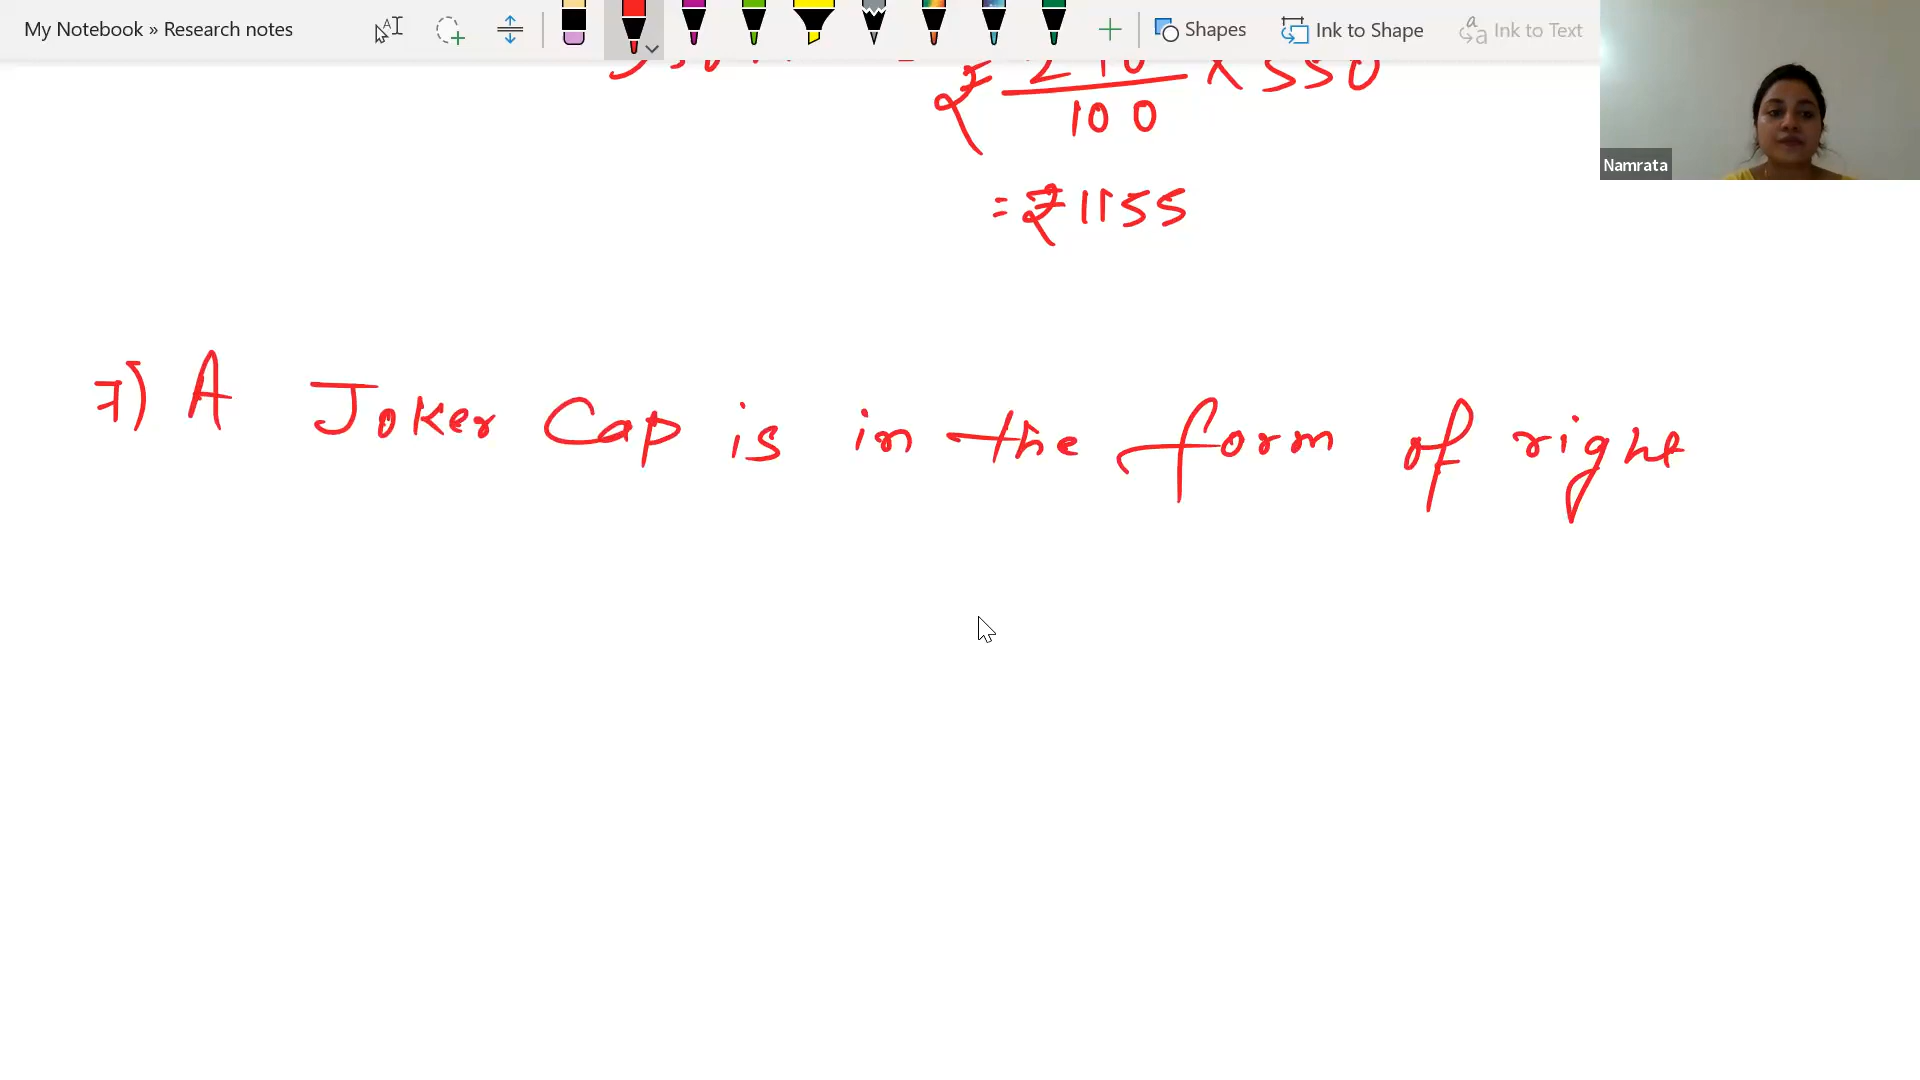 My Notebook » Research notes
Shapes
Ink to Shape
Ink to Text
Namrata
₹ 210/100 × 550
= ₹1155
7) A Joker Cap is in the form of right